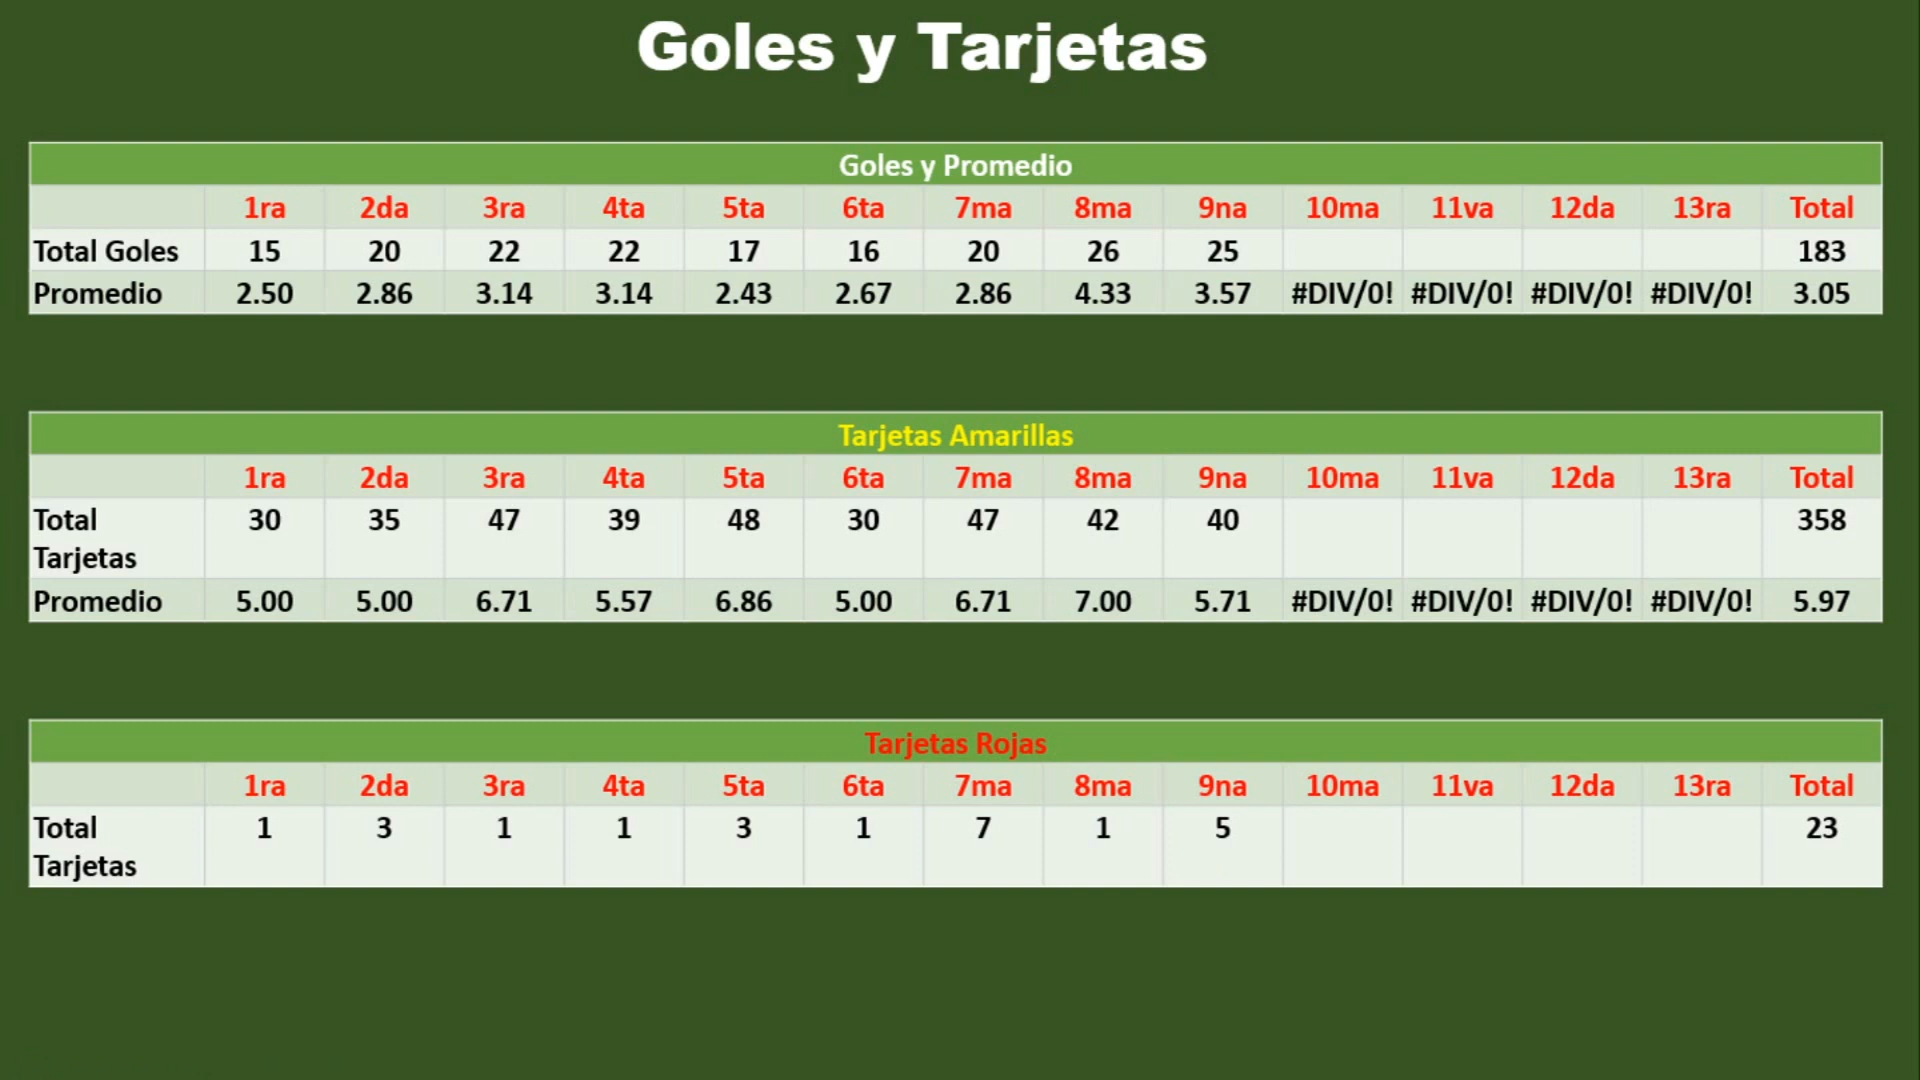 Goles y Tarjetas
Goles y Promedio
1ra 2da 3ra 4ta 5ta 6ta 7ma 8ma 9na 10ma 11va 12da 13ra Total
Total Goles 15 20 22 22 17 16 20 26 25 183
Promedio 2.50 2.86 3.14 3.14 2.43 2.67 2.86 4.33 3.57 #DIV/0! #DIV/0! #DIV/0! #DIV/0! 3.05
Tarjetas Amarillas
1ra 2da 3ra 4ta 5ta 6ta 7ma 8ma 9na 10ma 11va 12da 13ra Total
Total 30 35 47 39 48 30 47 42 40 358
Tarjetas
Promedio 5.00 5.00 6.71 5.57 6.86 5.00 6.71 7.00 5.71 #DIV/0! #DIV/0! #DIV/0! #DIV/0! 5.97
Tarjetas Rojas
1ra 2da 3ra 4ta 5ta 6ta 7ma 8ma 9na 10ma 11va 12da 13ra Total
Total 1 3 1 1 3 1 7 1 5 23
Tarjetas